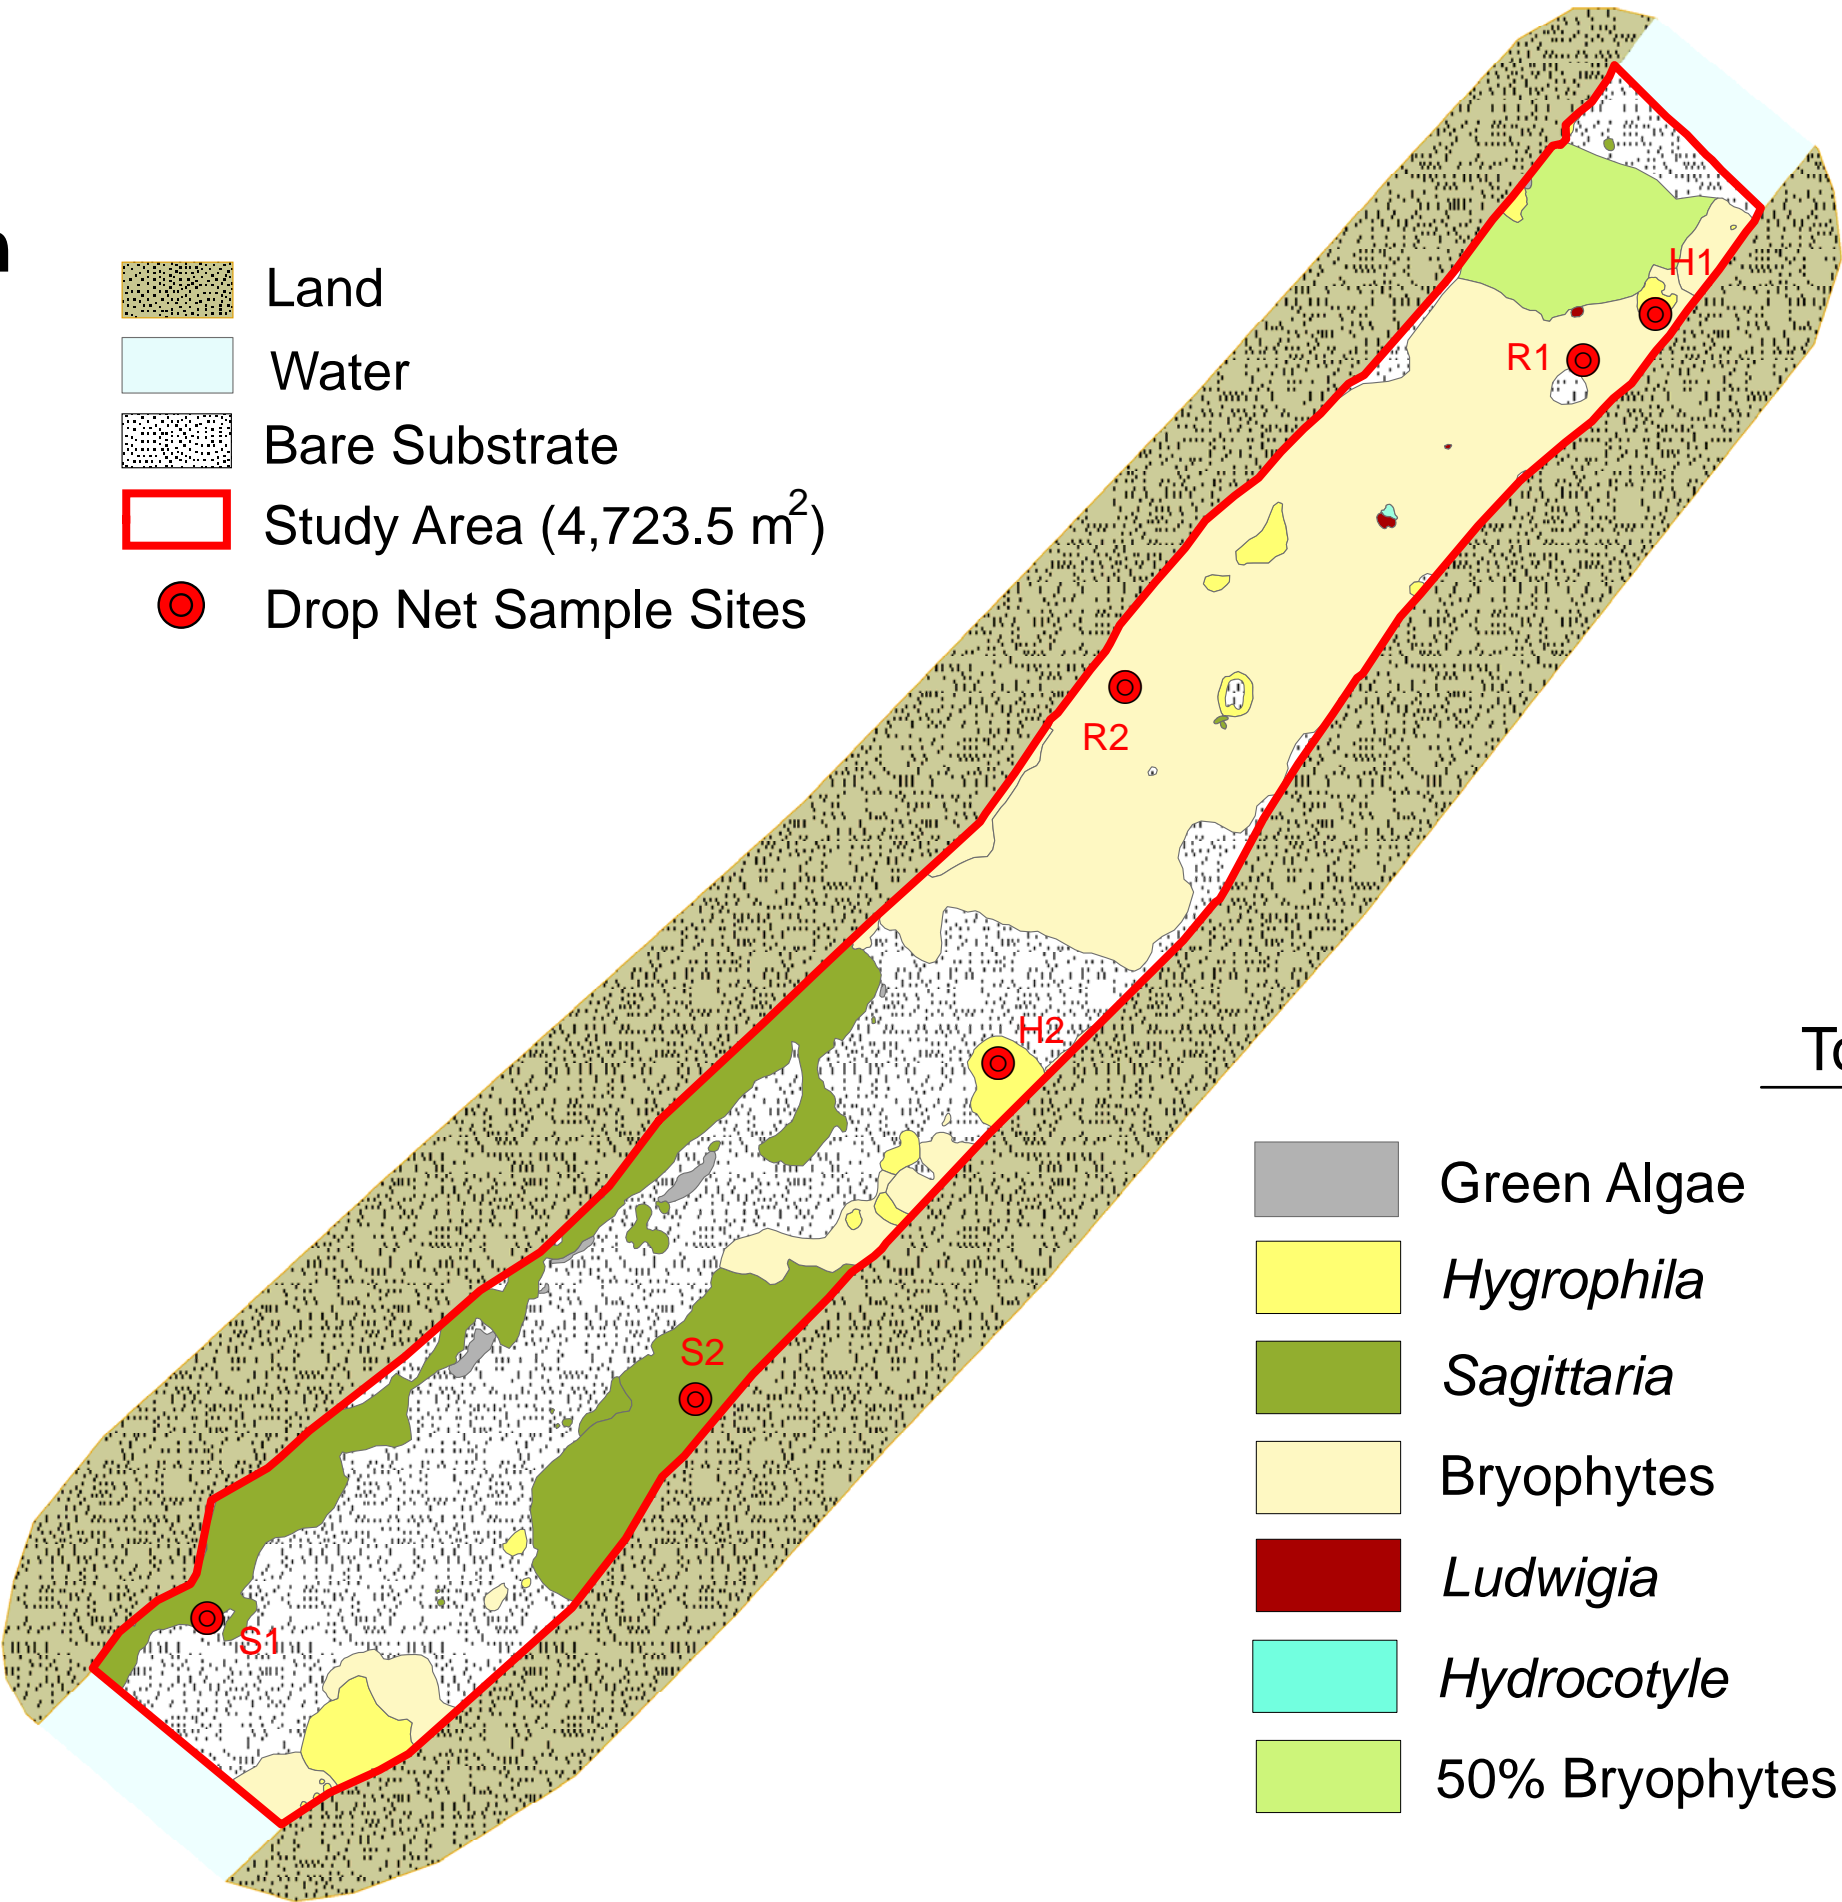 Land
Water
Bare Substrate
Study Area (4,723.5 m²)
Drop Net Sample Sites
H1
R1
R2
H2
S2
S1
Green Algae
Hygrophila
Sagittaria
Bryophytes
Ludwigia
Hydrocotyle
50% Bryophytes